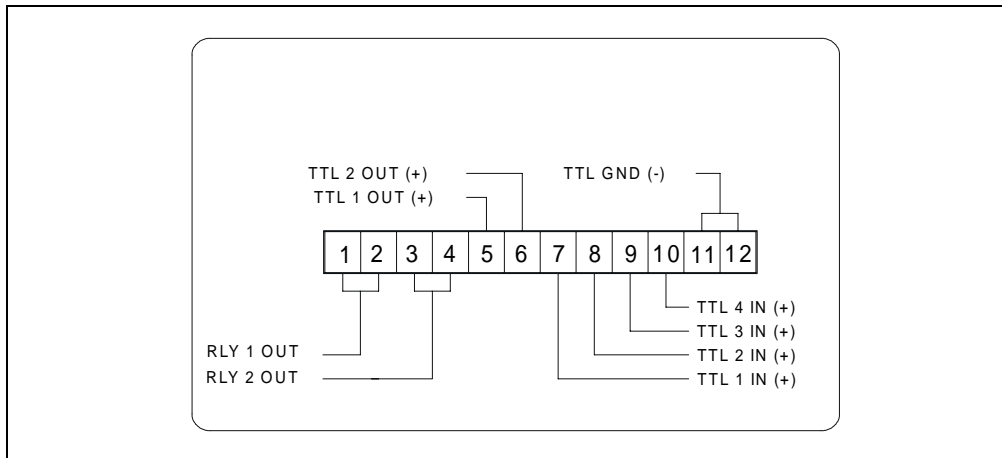 TTL 2 OUT (+) TTL GND (-)
TTL 1 OUT (+)
1 2 3 4 5 6 7 8 9 10 11 12
TTL 4 IN (+)
TTL 3 IN (+)
RLY 1 OUT TTL 2 IN (+)
RLY 2 OUT TTL 1 IN (+)